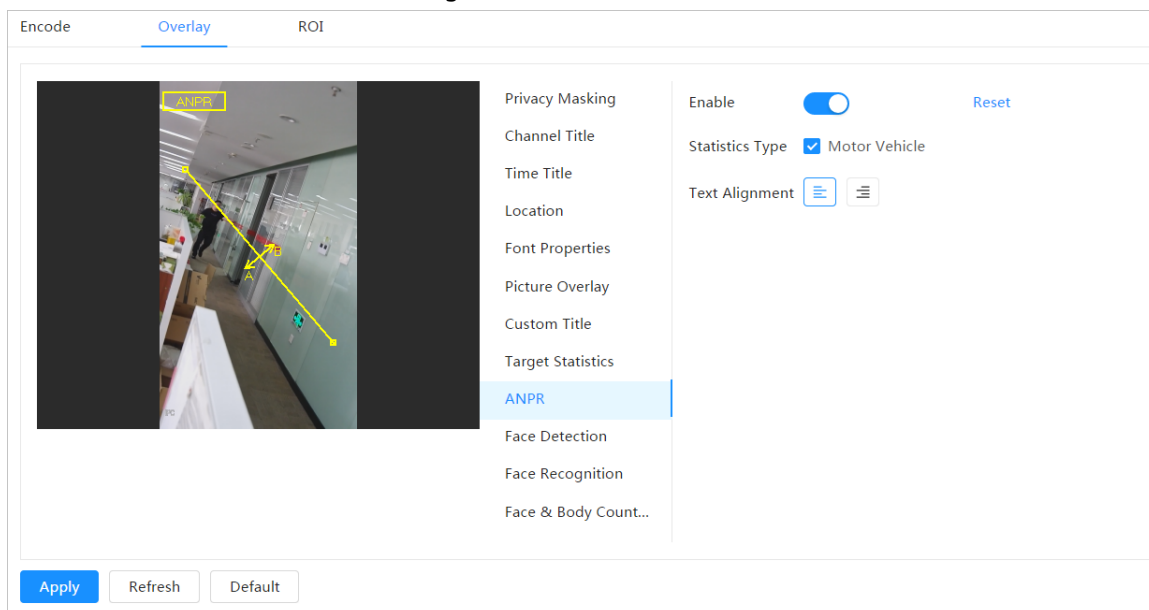 Encode Overlay ROI
ANPR
B
A
IPC
Privacy Masking
Channel Title
Time Title
Location
Font Properties
Picture Overlay
Custom Title
Target Statistics
ANPR
Face Detection
Face Recognition
Face & Body Count...
Enable Reset
Statistics Type Motor Vehicle
Text Alignment
Apply Refresh Default